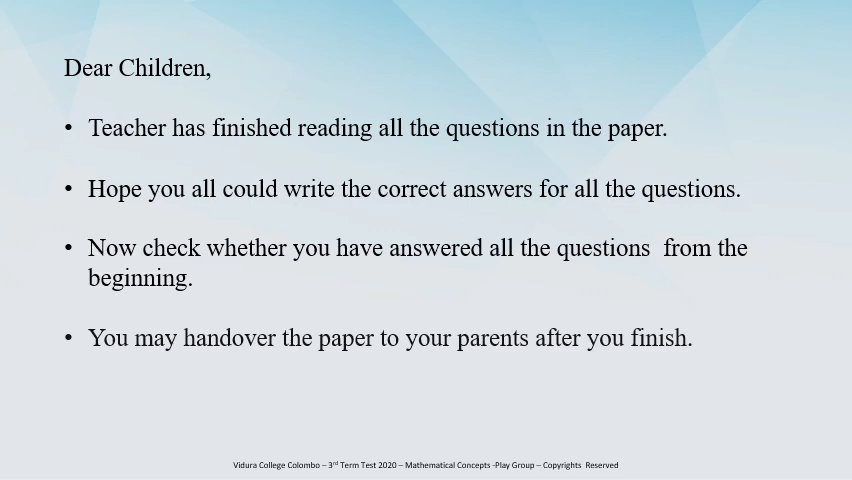 Dear Children,
• Teacher has finished reading all the questions in the paper.
• Hope you all could write the correct answers for all the questions.
• Now check whether you have answered all the questions  from the
beginning.
• You may handover the paper to your parents after you finish.
Vidura College Colombo – 3rd Term Test 2020 – Mathematical Concepts -Play Group – Copyrights  Reserved